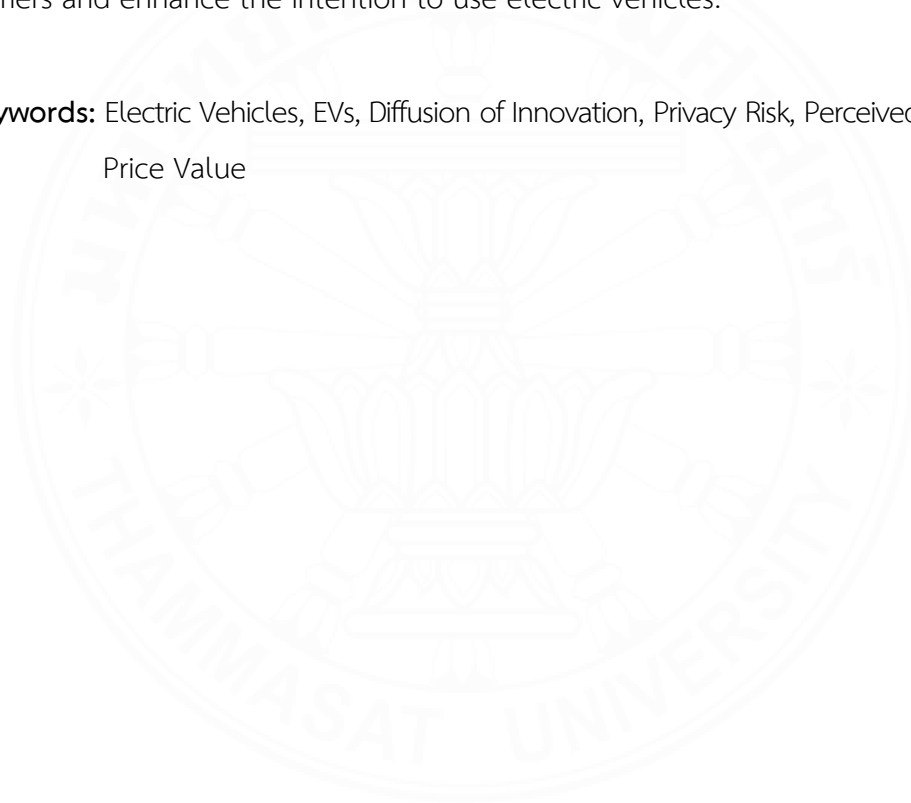 ners and enhance the intention to use electric vehicles.
ywords: Electric Vehicles, EVs, Diffusion of Innovation, Privacy Risk, Perceived
Price Value
THAMMASAT UNIVERSITY